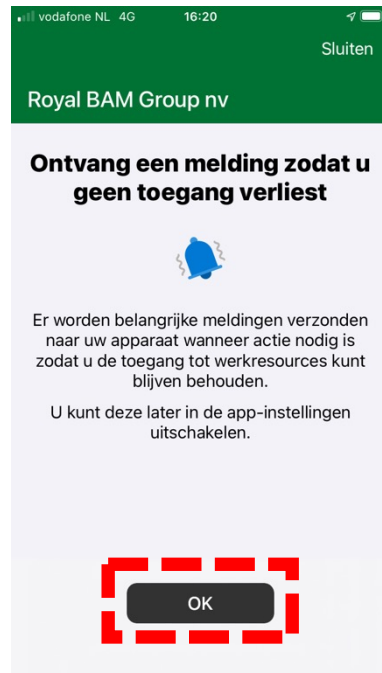 vodafone NL 4G 16:20
Sluiten
Royal BAM Group nv
Ontvang een melding zodat u
geen toegang verliest
Er worden belangrijke meldingen verzonden
naar uw apparaat wanneer actie nodig is
zodat u de toegang tot werkresources kunt
blijven behouden.
U kunt deze later in de app-instellingen
uitschakelen.
OK